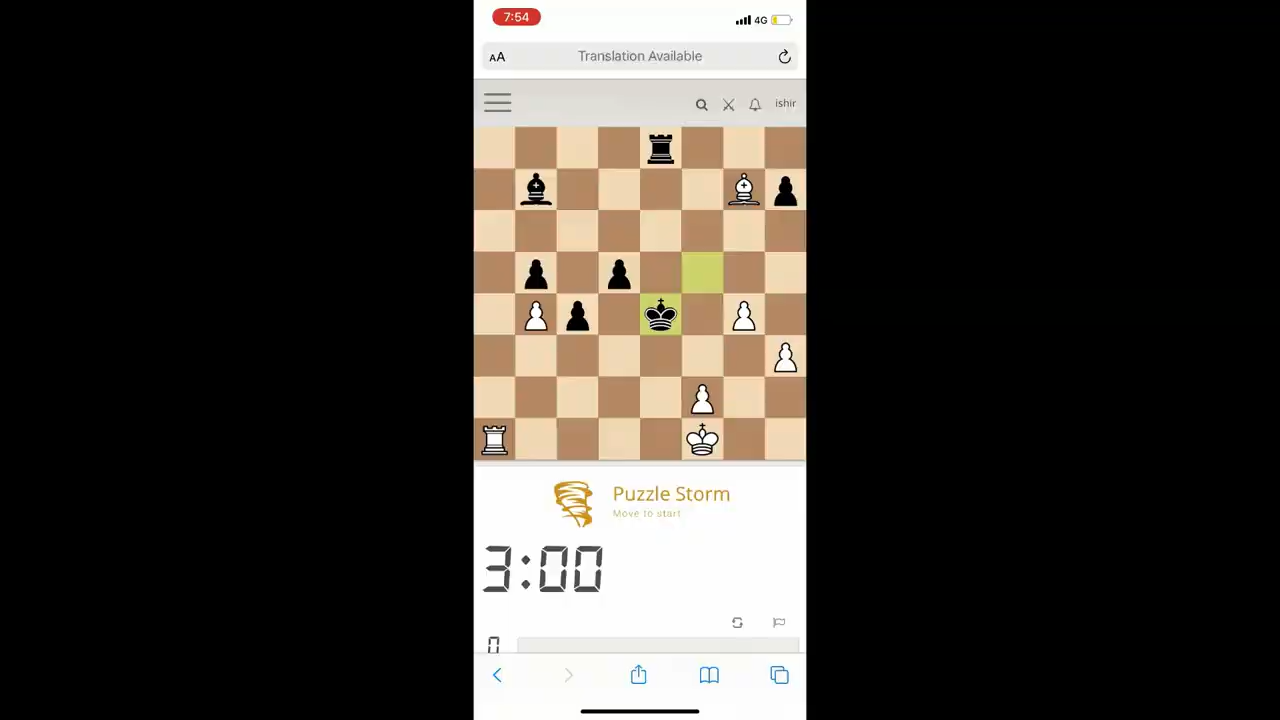 7:54
4G
AA
Translation Available
ishir
Puzzle Storm
Move to start
3:00
0